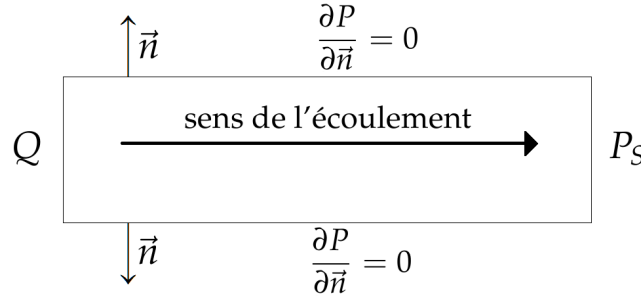 ∂P/∂n⃗ = 0
n⃗
sens de l'écoulement
Q
P_S
n⃗
∂P/∂n⃗ = 0